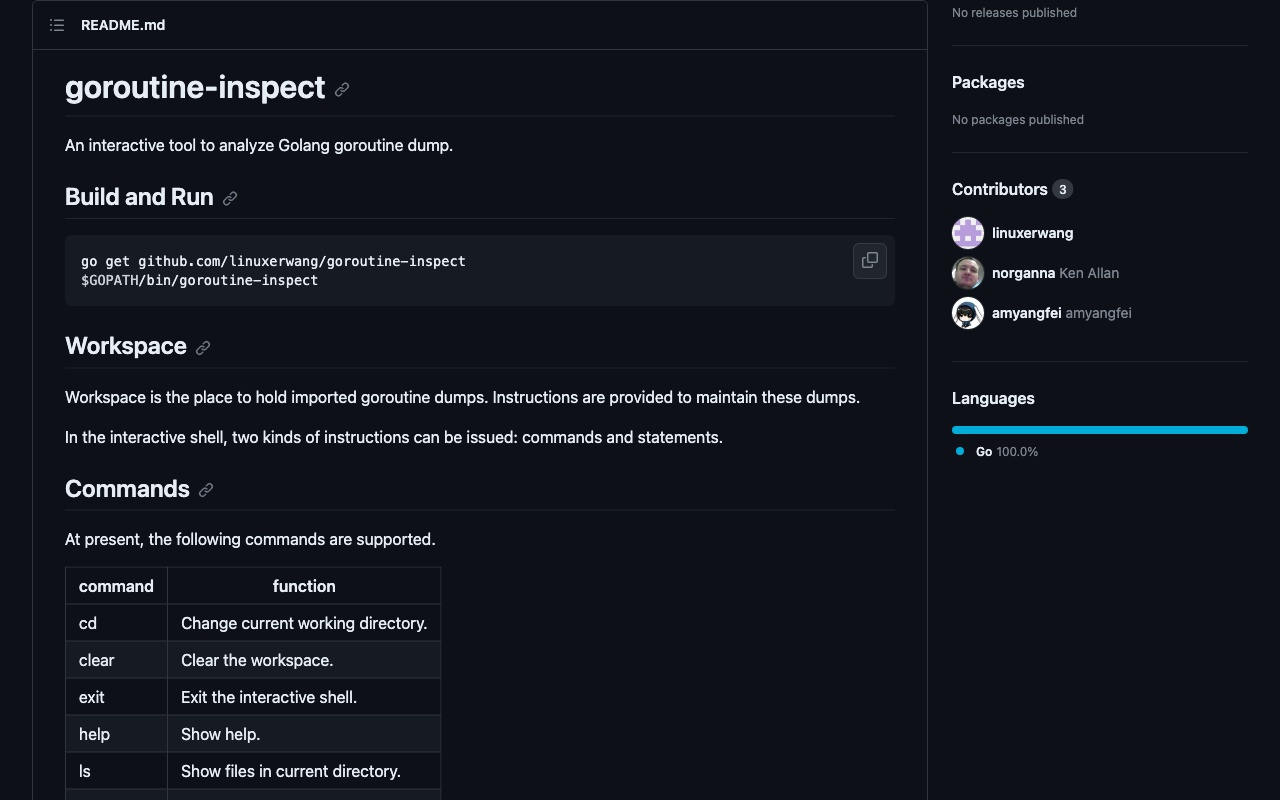 README.md
goroutine-inspect
An interactive tool to analyze Golang goroutine dump.
Build and Run
go get github.com/linuxerwang/goroutine-inspect
$GOPATH/bin/goroutine-inspect
Workspace
Workspace is the place to hold imported goroutine dumps. Instructions are provided to maintain these dumps.
In the interactive shell, two kinds of instructions can be issued: commands and statements.
Commands
At present, the following commands are supported.
command function
cd Change current working directory.
clear Clear the workspace.
exit Exit the interactive shell.
help Show help.
ls Show files in current directory.
No releases published
Packages
No packages published
Contributors 3
linuxerwang
norganna Ken Allan
amyangfei amyangfei
Languages
Go 100.0%